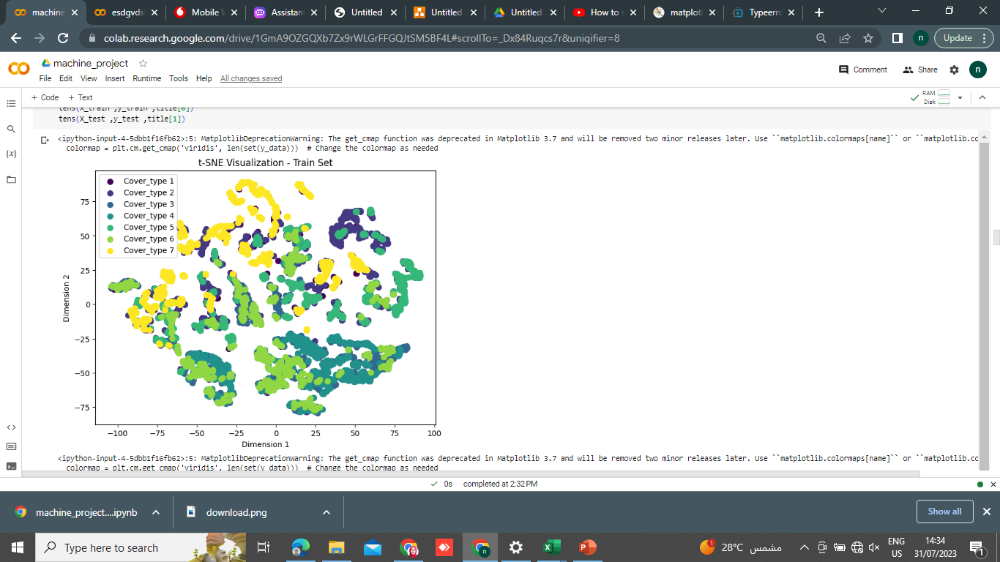 machine
esdgvds
Mobile V
Assistan
Untitled
Untitled
Untitled
How to s
matplotl
Typeerro
colab.research.google.com/drive/1GmA9OZGQXb7Zx9rWLGrFFGQJtSM5BF4L#scrollTo=_Dx84Ruqcs7r&uniqifier=8
n
Update
CO
machine_project
File Edit View Insert Runtime Tools Help All changes saved
Comment
Share
n
+ Code + Text
RAM
Disk
tens(X_train ,y_train ,title[0])
tens(X_test ,y_test ,title[1])
<ipython-input-4-5dbb1f16fb62>:5: MatplotlibDeprecationWarning: The get_cmap function was deprecated in Matplotlib 3.7 and will be removed two minor releases later. Use ``matplotlib.colormaps[name]`` or ``matplotlib.co
colormap = plt.cm.get_cmap('viridis', len(set(y_data))) # Change the colormap as needed
t-SNE Visualization - Train Set
Cover_type 1
Cover_type 2
Cover_type 3
Cover_type 4
Cover_type 5
Cover_type 6
Cover_type 7
75
50
25
0
−25
−50
−75
Dimension 2
−100 −75 −50 −25 0 25 50 75 100
Dimension 1
<ipython-input-4-5dbb1f16fb62>:5: MatplotlibDeprecationWarning: The get_cmap function was deprecated in Matplotlib 3.7 and will be removed two minor releases later. Use ``matplotlib.colormaps[name]`` or ``matplotlib.co
colormap = plt.cm.get_cmap('viridis', len(set(y_data))) # Change the colormap as needed
0s completed at 2:32 PM
machine_project....ipynb
download.png
Show all
Type here to search
1
28°C مشمس
ENG
US
14:34
31/07/2023
1